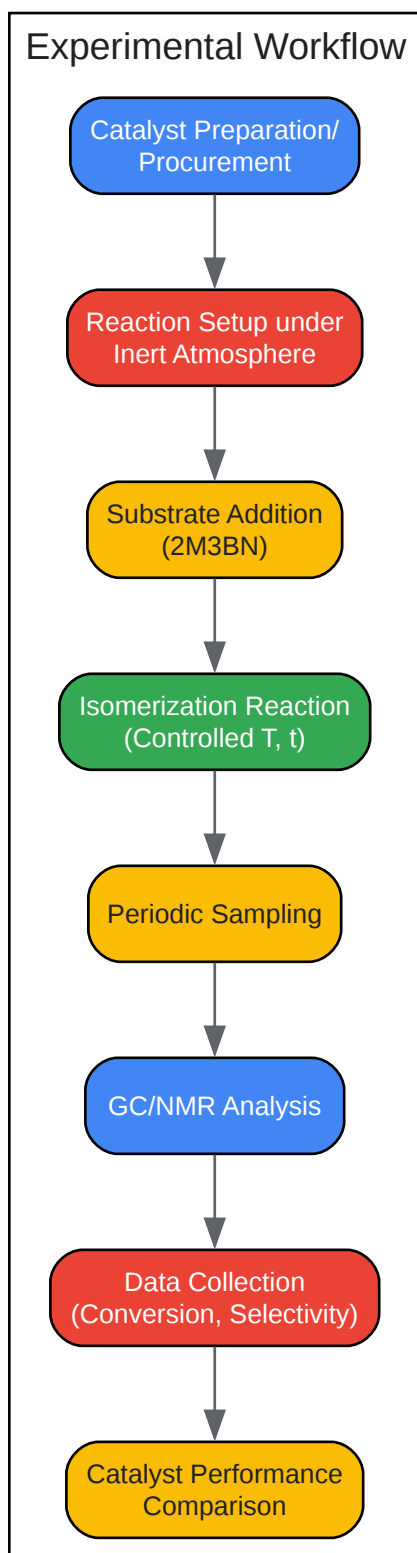 Experimental Workflow
Catalyst Preparation/
Procurement
Reaction Setup under
Inert Atmosphere
Substrate Addition
(2M3BN)
Isomerization Reaction
(Controlled T, t)
Periodic Sampling
GC/NMR Analysis
Data Collection
(Conversion, Selectivity)
Catalyst Performance
Comparison